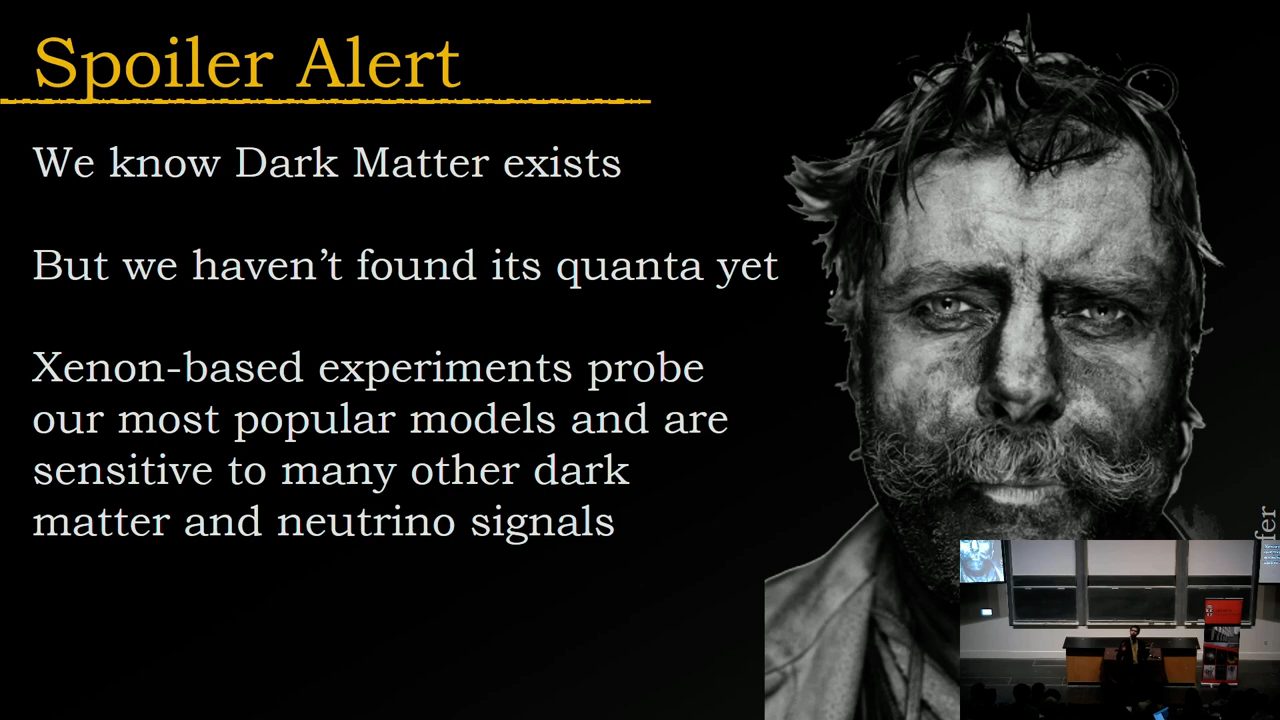 Spoiler Alert
We know Dark Matter exists
But we haven’t found its quanta yet
Xenon-based experiments probe
our most popular models and are
sensitive to many other dark
matter and neutrino signals
fer